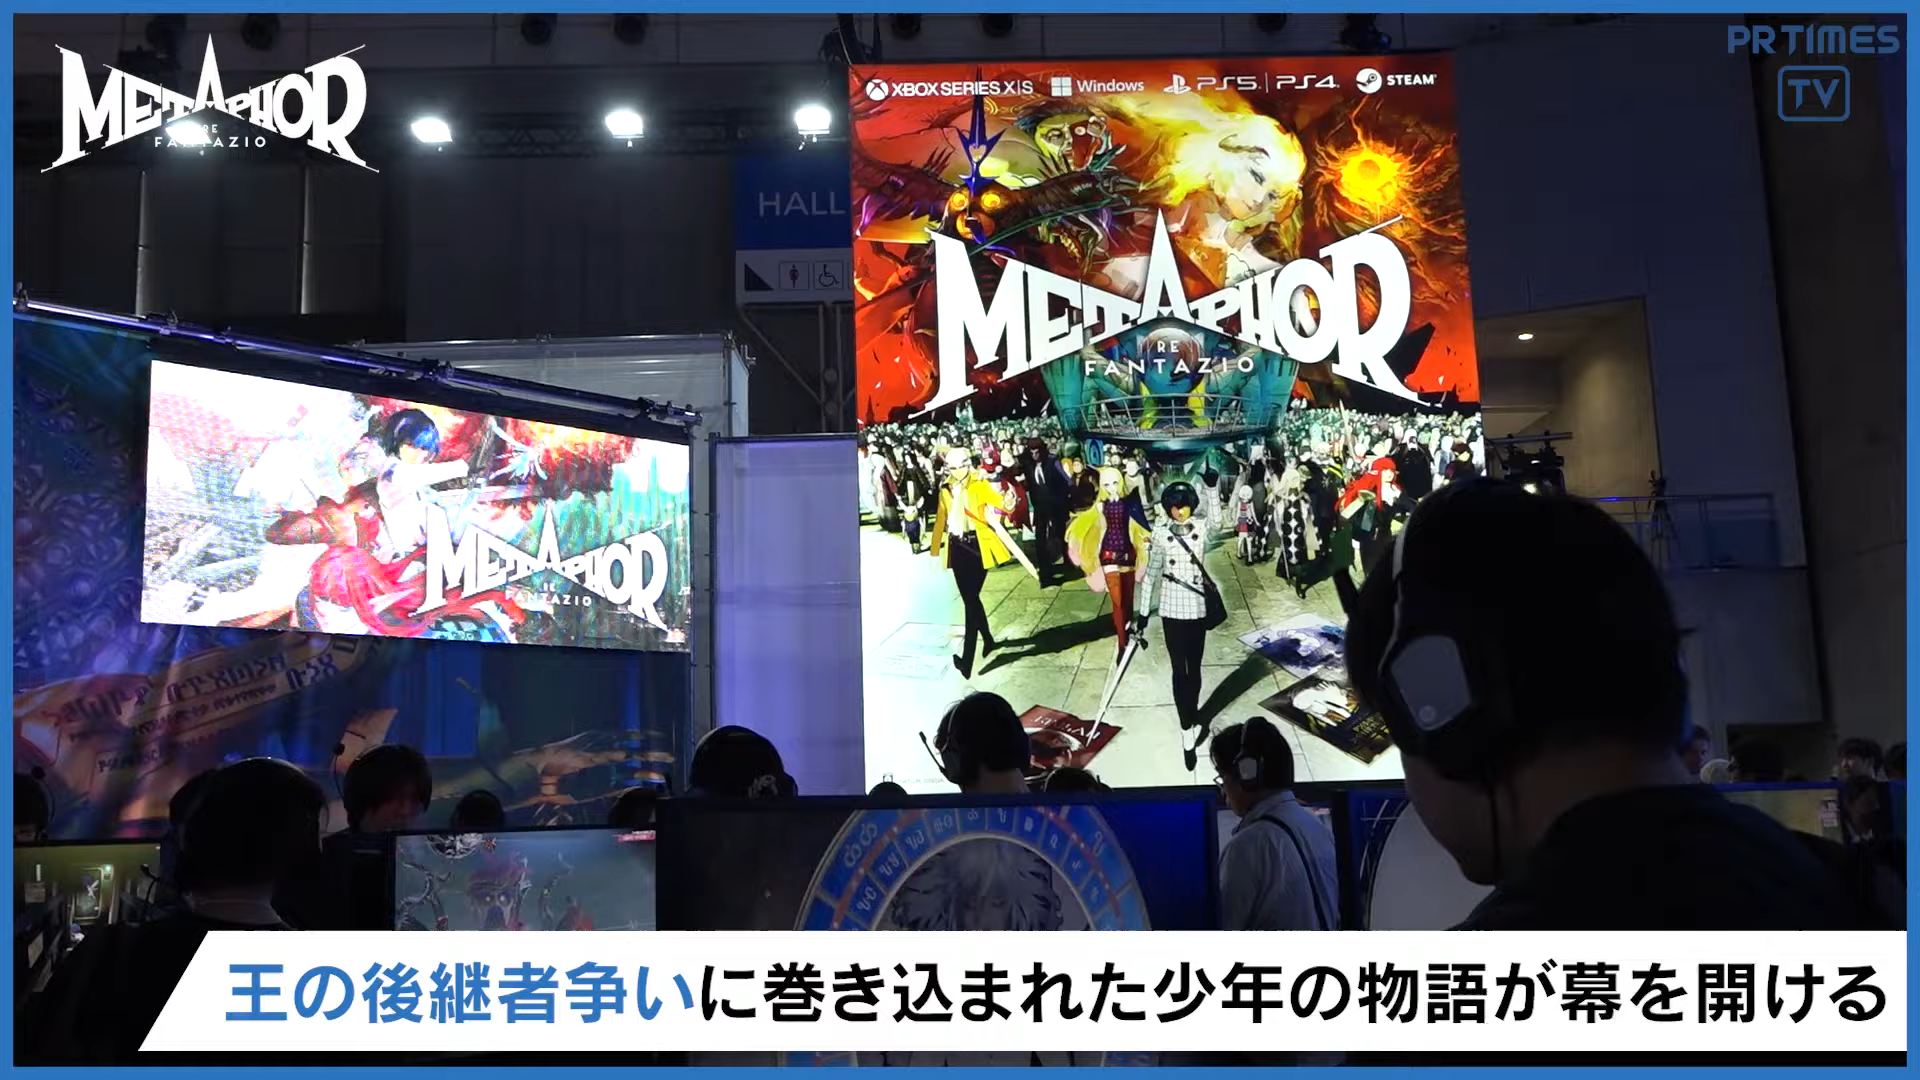 METAPHOR
RE
FANTAZIO
PR TIMES
TV
XBOX SERIES X|S
Windows
PS5 | PS4
STEAM
HALL
METAPHOR
RE
FANTAZIO
METAPHOR
RE
FANTAZIO
王の後継者争いに巻き込まれた少年の物語が幕を開ける